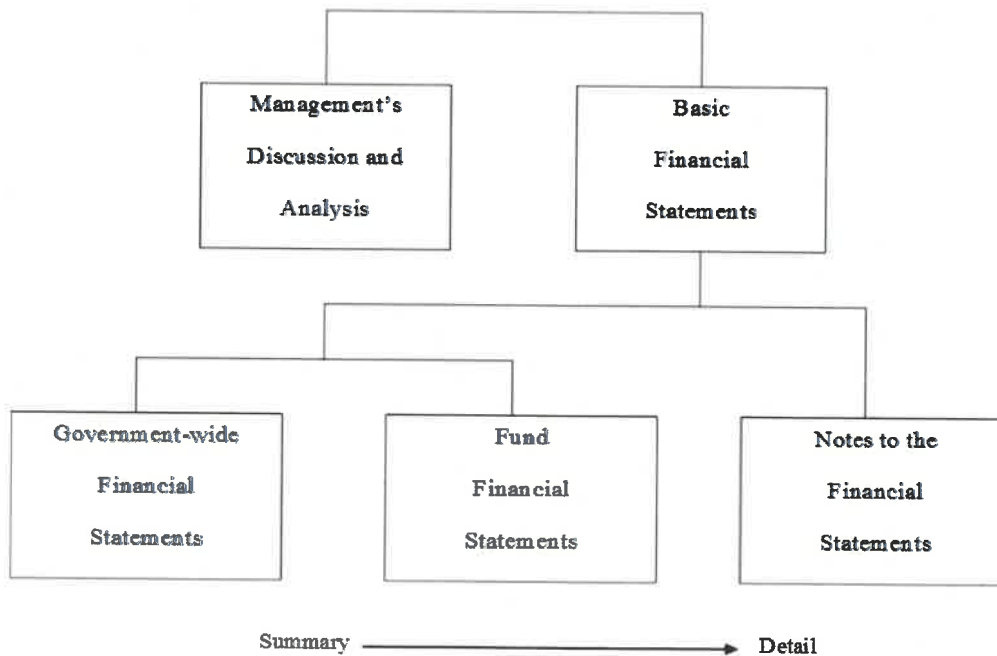 Management's
Discussion and
Analysis
Basic
Financial
Statements
Government-wide
Financial
Statements
Fund
Financial
Statements
Notes to the
Financial
Statements
Summary
Detail